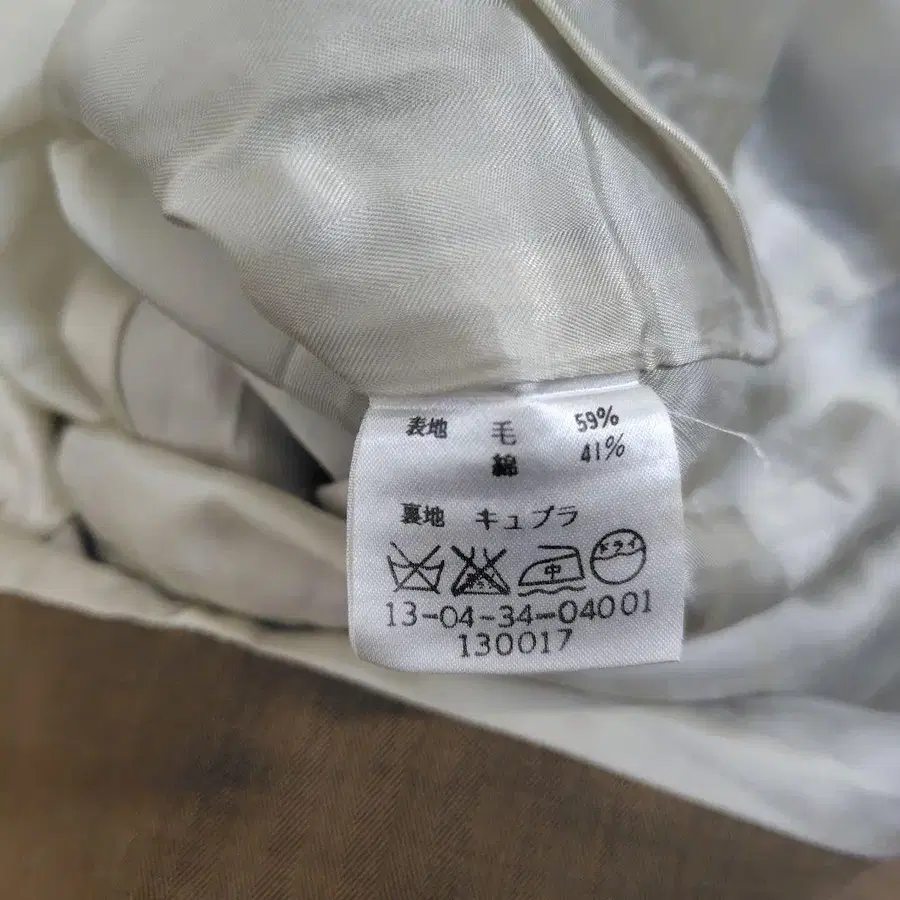 表地 毛 59%
綿 41%
裏地 キュプラ
中 ドライ
13-04-34-04001
130017